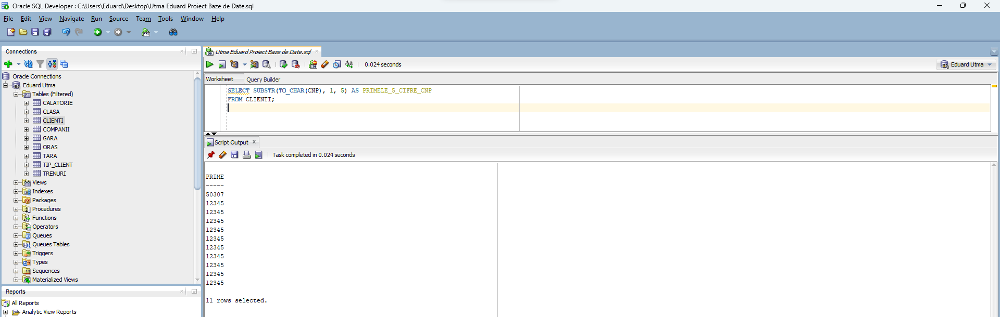 Oracle SQL Developer : C:\Users\Eduard\Desktop\Utma Eduard Proiect Baze de Date.sql
File Edit View Navigate Run Source Team Tools Window Help
Connections
Oracle Connections
Eduard Utma
Tables (Filtered)
CALATORIE
CLASA
CLIENTI
COMPANII
GARA
ORAS
TARA
TIP_CLIENT
TRENURI
Views
Indexes
Packages
Procedures
Functions
Operators
Queues
Queues Tables
Triggers
Types
Sequences
Materialized Views
Reports
All Reports
Analytic View Reports
Utma Eduard Proiect Baze de Date.sql
0.024 seconds
Eduard Utma
Worksheet Query Builder
SELECT SUBSTR(TO_CHAR(CNP), 1, 5) AS PRIMELE_5_CIFRE_CNP
FROM CLIENTI;
Script Output
Task completed in 0.024 seconds
PRIME
-----
50307
12345
12345
12345
12345
12345
12345
12345
12345
12345
12345
11 rows selected.